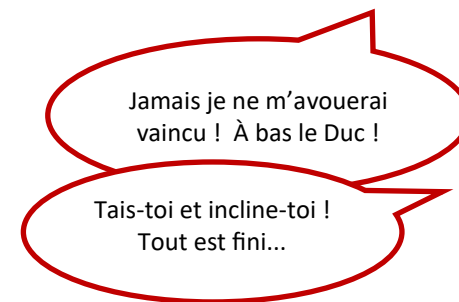 Jamais je ne m’avouerai
vaincu ! À bas le Duc !
Tais-toi et incline-toi !
Tout est fini...